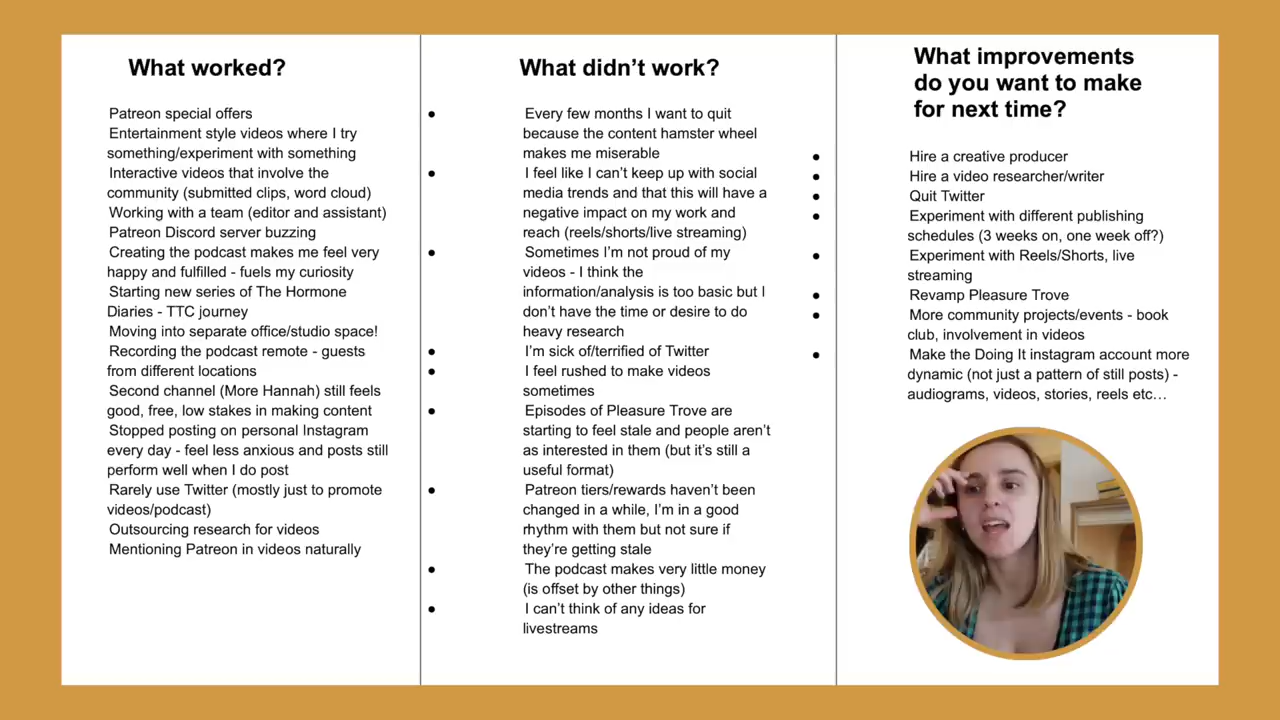 What worked?
Patreon special offers
Entertainment style videos where I try
something/experiment with something
Interactive videos that involve the
community (submitted clips, word cloud)
Working with a team (editor and assistant)
Patreon Discord server buzzing
Creating the podcast makes me feel very
happy and fulfilled - fuels my curiosity
Starting new series of The Hormone
Diaries - TTC journey
Moving into separate office/studio space!
Recording the podcast remote - guests
from different locations
Second channel (More Hannah) still feels
good, free, low stakes in making content
Stopped posting on personal Instagram
every day - feel less anxious and posts still
perform well when I do post
Rarely use Twitter (mostly just to promote
videos/podcast)
Outsourcing research for videos
Mentioning Patreon in videos naturally
What didn't work?
● Every few months I want to quit
because the content hamster wheel
makes me miserable
● I feel like I can't keep up with social
media trends and that this will have a
negative impact on my work and
reach (reels/shorts/live streaming)
● Sometimes I'm not proud of my
videos - I think the
information/analysis is too basic but I
don't have the time or desire to do
heavy research
● I'm sick of/terrified of Twitter
● I feel rushed to make videos
sometimes
● Episodes of Pleasure Trove are
starting to feel stale and people aren't
as interested in them (but it's still a
useful format)
● Patreon tiers/rewards haven't been
changed in a while, I'm in a good
rhythm with them but not sure if
they're getting stale
● The podcast makes very little money
(is offset by other things)
● I can't think of any ideas for
livestreams
What improvements
do you want to make
for next time?
● Hire a creative producer
● Hire a video researcher/writer
● Quit Twitter
● Experiment with different publishing
schedules (3 weeks on, one week off?)
● Experiment with Reels/Shorts, live
streaming
● Revamp Pleasure Trove
● More community projects/events - book
club, involvement in videos
● Make the Doing It instagram account more
dynamic (not just a pattern of still posts) -
audiograms, videos, stories, reels etc…